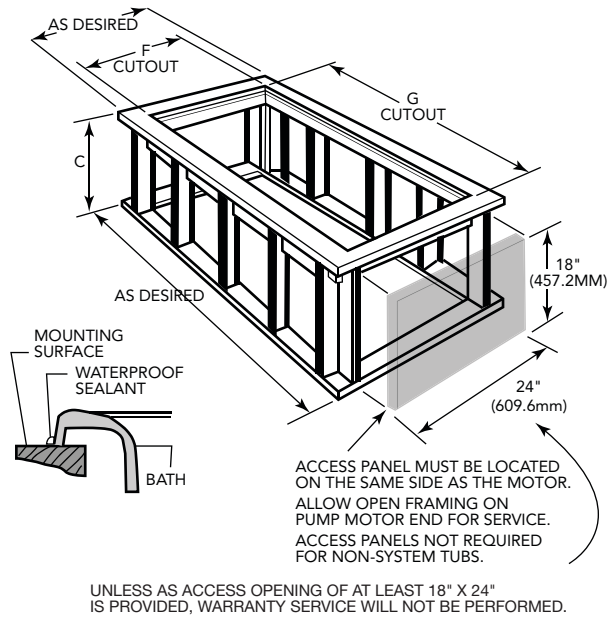 AS DESIRED
F
CUTOUT
G
CUTOUT
C
18"
(457.2MM)
AS DESIRED
24"
(609.6mm)
MOUNTING
SURFACE
WATERPROOF
SEALANT
BATH
ACCESS PANEL MUST BE LOCATED
ON THE SAME SIDE AS THE MOTOR.
ALLOW OPEN FRAMING ON
PUMP MOTOR END FOR SERVICE.
ACCESS PANELS NOT REQUIRED
FOR NON-SYSTEM TUBS.
UNLESS AS ACCESS OPENING OF AT LEAST 18" X 24"
IS PROVIDED, WARRANTY SERVICE WILL NOT BE PERFORMED.